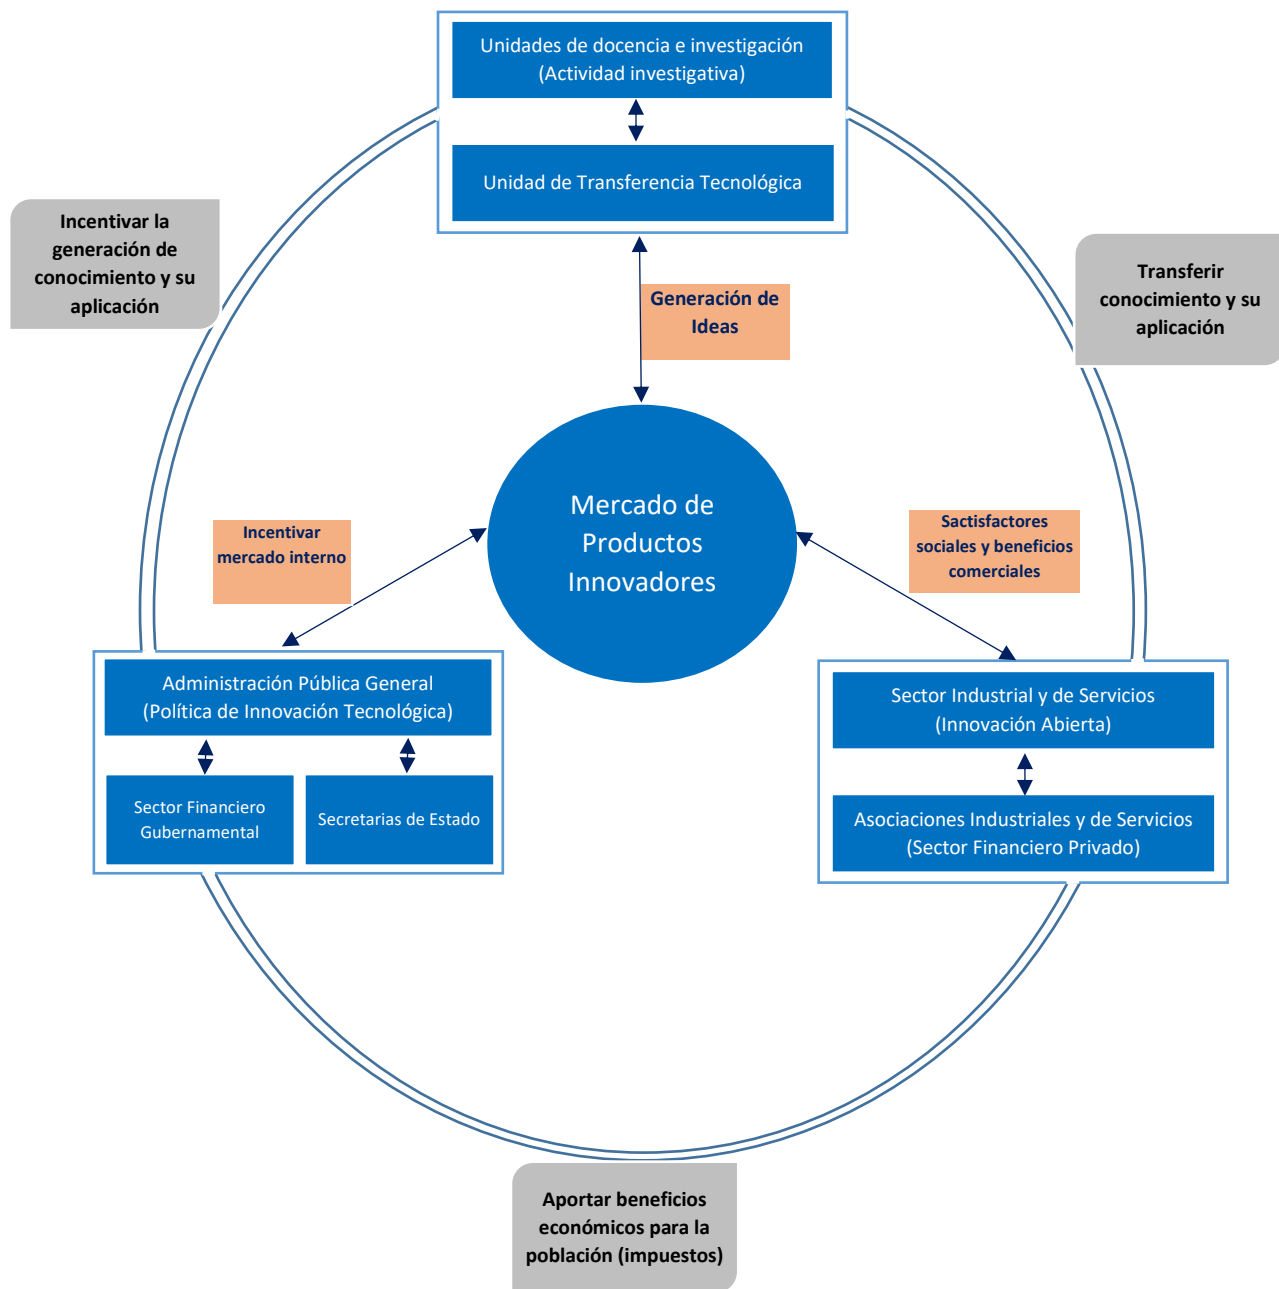 Unidades de docencia e investigación
(Actividad investigativa)
Unidad de Transferencia Tecnológica
Incentivar la
generación de
conocimiento y su
aplicación
Transferir
conocimiento y su
aplicación
Generación de
Ideas
Mercado de
Productos
Innovadores
Incentivar
mercado interno
Sactisfactores
sociales y beneficios
comerciales
Administración Pública General
(Política de Innovación Tecnológica)
Sector Financiero
Gubernamental
Secretarias de Estado
Sector Industrial y de Servicios
(Innovación Abierta)
Asociaciones Industriales y de Servicios
(Sector Financiero Privado)
Aportar beneficios
económicos para la
población (impuestos)